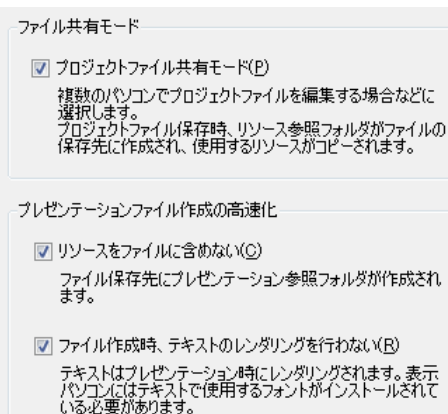 ファイル共有モード
プロジェクトファイル共有モード(P)
複数のパソコンでプロジェクトファイルを編集する場合などに
選択します。
プロジェクトファイル保存時、リソース参照フォルダがファイルの
保存先に作成され、使用するリソースがコピーされます。
プレゼンテーションファイル作成の高速化
リソースをファイルに含めない(C)
ファイル保存先にプレゼンテーション参照フォルダが作成され
ます。
ファイル作成時、テキストのレンダリングを行わない(R)
テキストはプレゼンテーション時にレンダリングされます。表示
パソコンにはテキストで使用するフォントがインストールされて
いる必要があります。